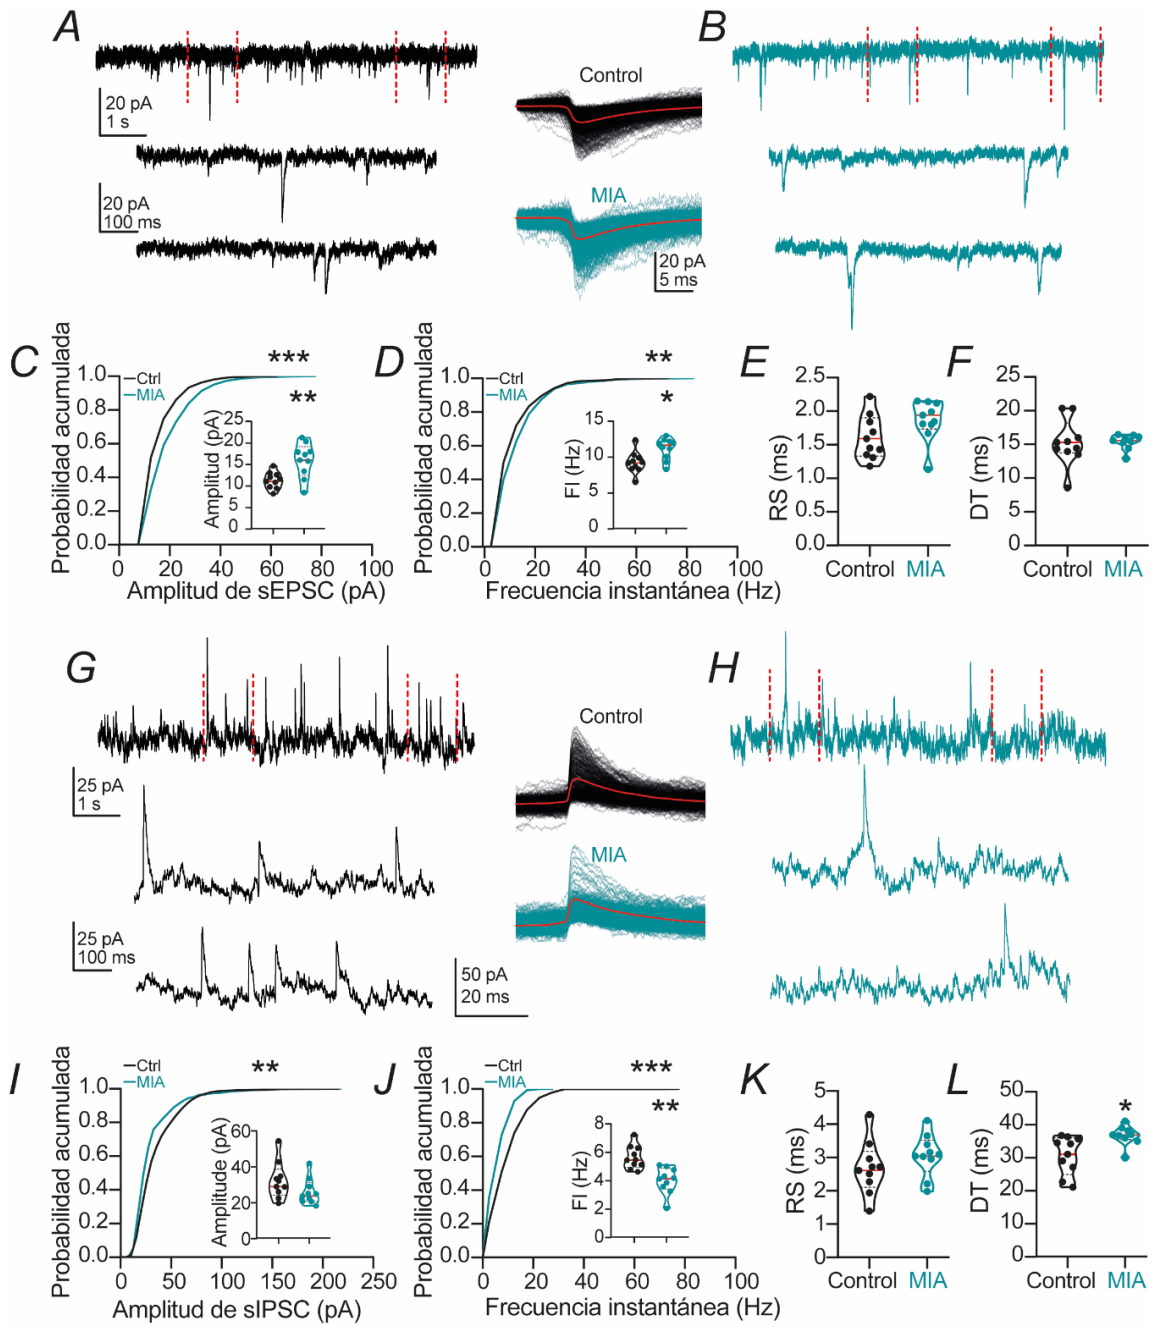 A
B
20 pA
1 s
Control
20 pA
100 ms
MIA
20 pA
5 ms
C
Probabilidad acumulada
1.0
0.8
0.6
0.4
0.2
0.0
Ctrl
MIA
***
**
Amplitud (pA)
25
20
15
10
5
0
0 20 40 60 80 100
Amplitud de sEPSC (pA)
D
Probabilidad acumulada
1.0
0.8
0.6
0.4
0.2
0.0
Ctrl
MIA
**
*
FI (Hz)
15
10
5
0
0 20 40 60 80 100
Frecuencia instantánea (Hz)
E
RS (ms)
2.5
2.0
1.5
1.0
0.5
0.0
Control MIA
F
DT (ms)
25
20
15
10
5
0
Control MIA
G
H
25 pA
1 s
Control
25 pA
100 ms
MIA
50 pA
20 ms
I
Probabilidad acumulada
1.0
0.8
0.6
0.4
0.2
0.0
Ctrl
MIA
**
Amplitude (pA)
60
40
20
0
0 50 100 150 200 250
Amplitud de sIPSC (pA)
J
Probabilidad acumulada
1.0
0.8
0.6
0.4
0.2
0.0
Ctrl
MIA
***
**
FI (Hz)
8
6
4
2
0
0 20 40 60 80 100
Frecuencia instantánea (Hz)
K
RS (ms)
5
4
3
2
1
0
Control MIA
L
DT (ms)
50
40
30
20
10
0
*
Control MIA